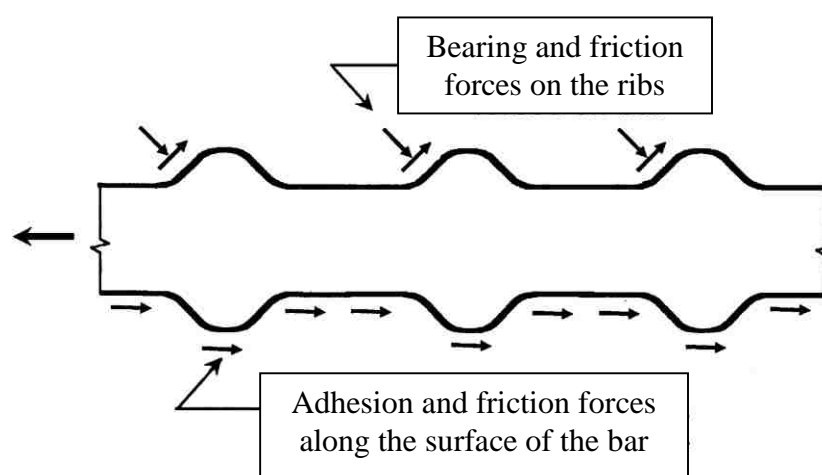 Bearing and friction
forces on the ribs
Adhesion and friction forces
along the surface of the bar